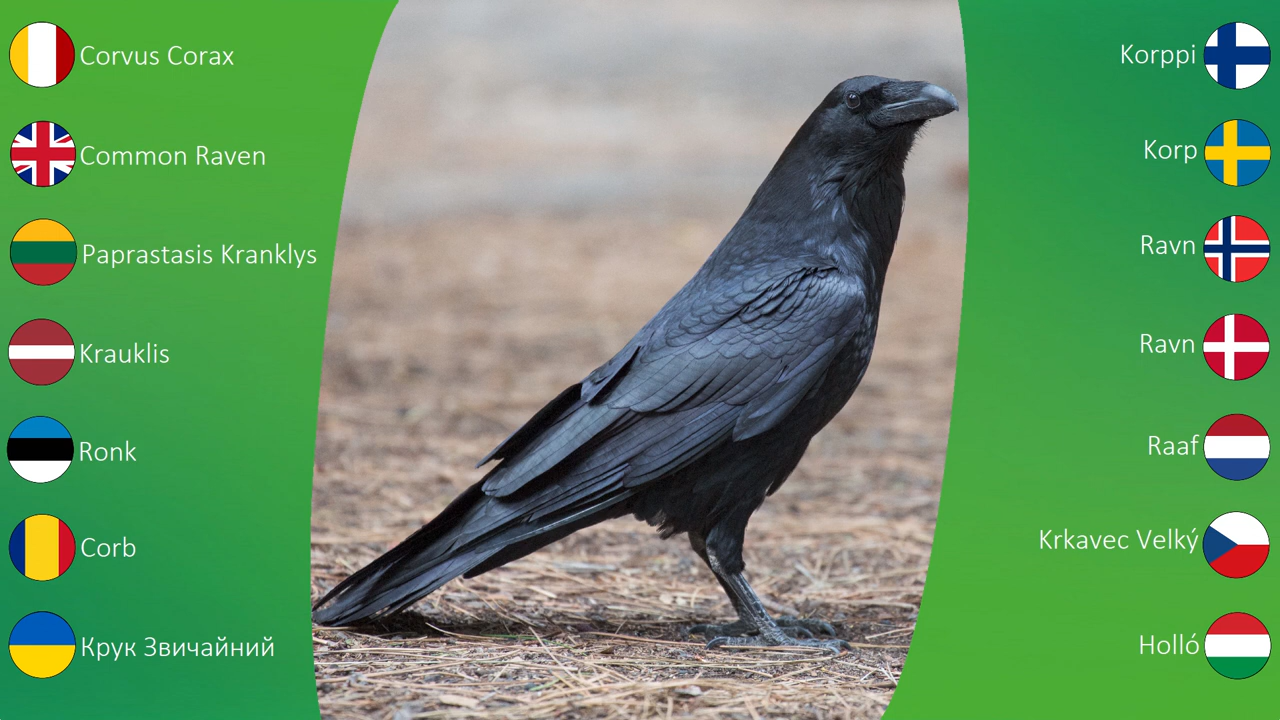 Corvus Corax
Common Raven
Paprastasis Kranklys
Krauklis
Ronk
Corb
Крук Звичайний
Korppi
Korp
Ravn
Ravn
Raaf
Krkavec Velký
Holló